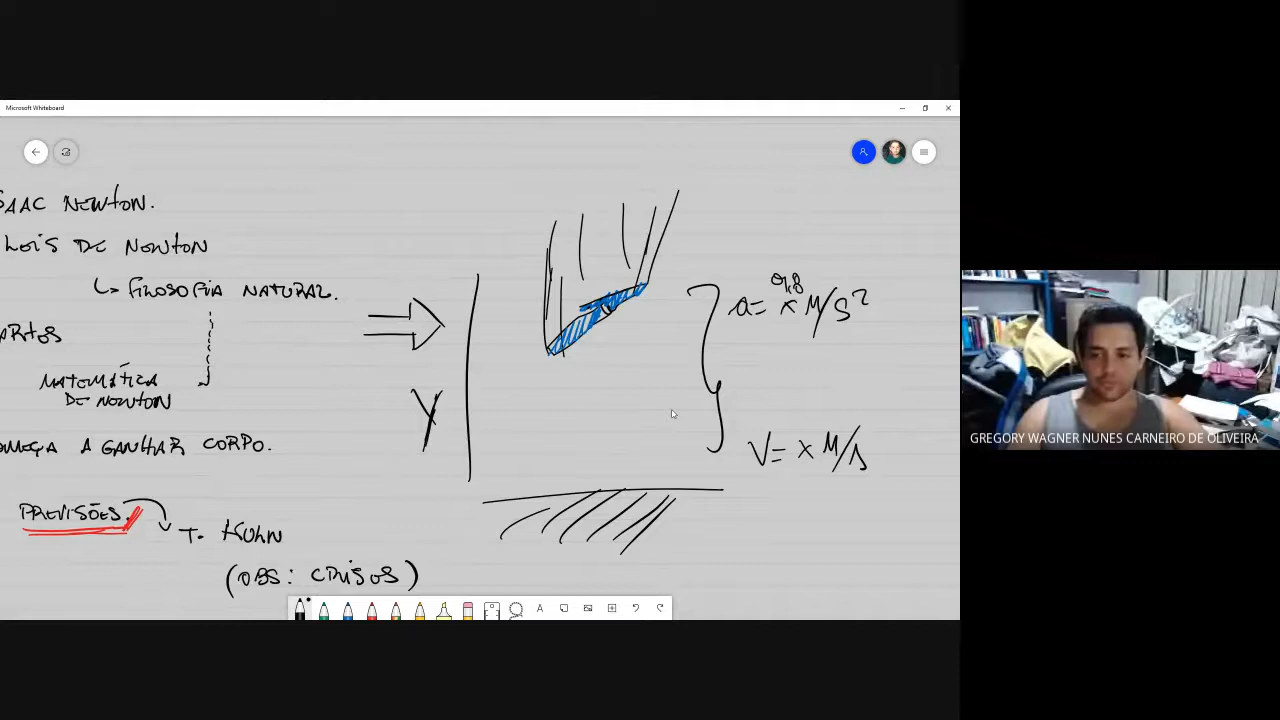 Microsoft Whiteboard
SAAC NEWTON.
LEIS DE NEWTON
↳ FILOSOFIA NATURAL.
ARTES
MATEMÁTICA
DE NEWTON
OMEÇA A GANHAR CORPO.
PREVISÕES.
T. KUHN
(OBS: CRISES)
Y
9,8
a = x M/S²
V = x M/s
A
GREGORY WAGNER NUNES CARNEIRO DE OLIVEIRA